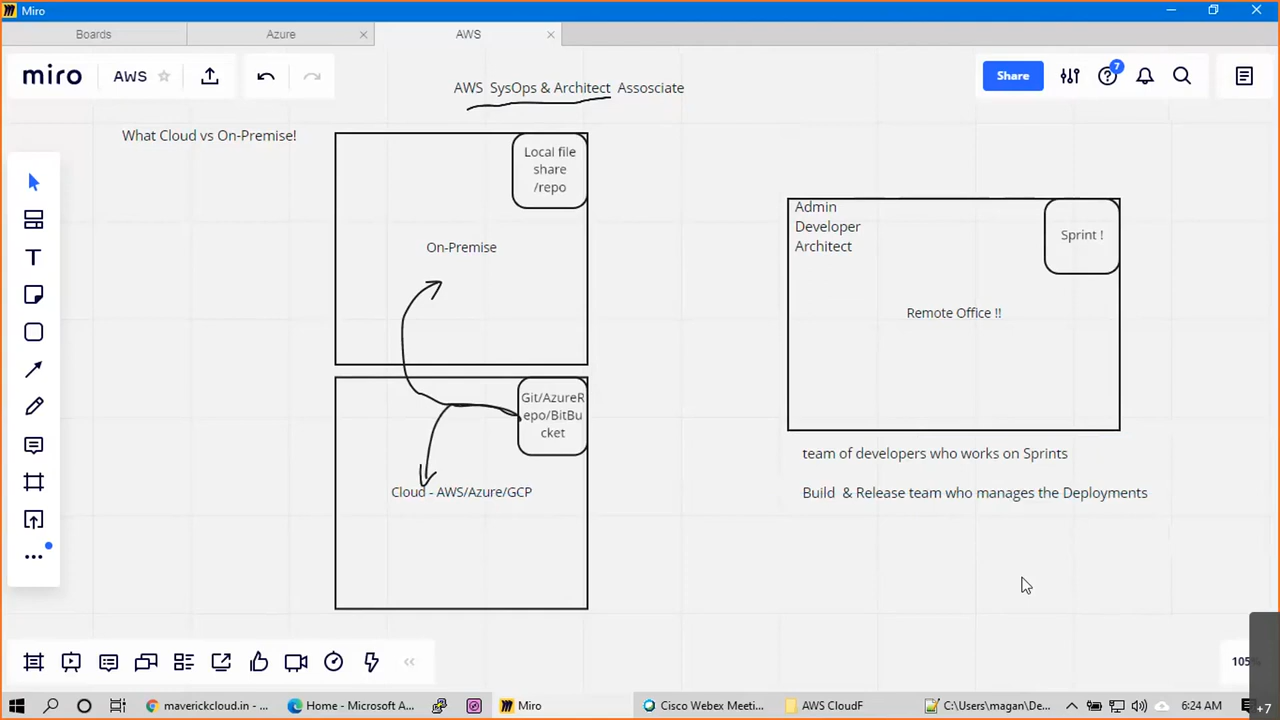 Miro
Boards
Azure
AWS
miro
AWS
Share
7
AWS SysOps & Architect Assosciate
What Cloud vs On-Premise!
Local file
share
/repo
On-Premise
Git/AzureR
epo/BitBu
cket
Cloud - AWS/Azure/GCP
Admin
Developer
Architect
Sprint !
Remote Office !!
team of developers who works on Sprints
Build & Release team who manages the Deployments
105
maverickcloud.in - ...
Home - Microsoft A...
Miro
Cisco Webex Meeti...
AWS CloudF
C:\Users\magan\De...
6:24 AM
+7